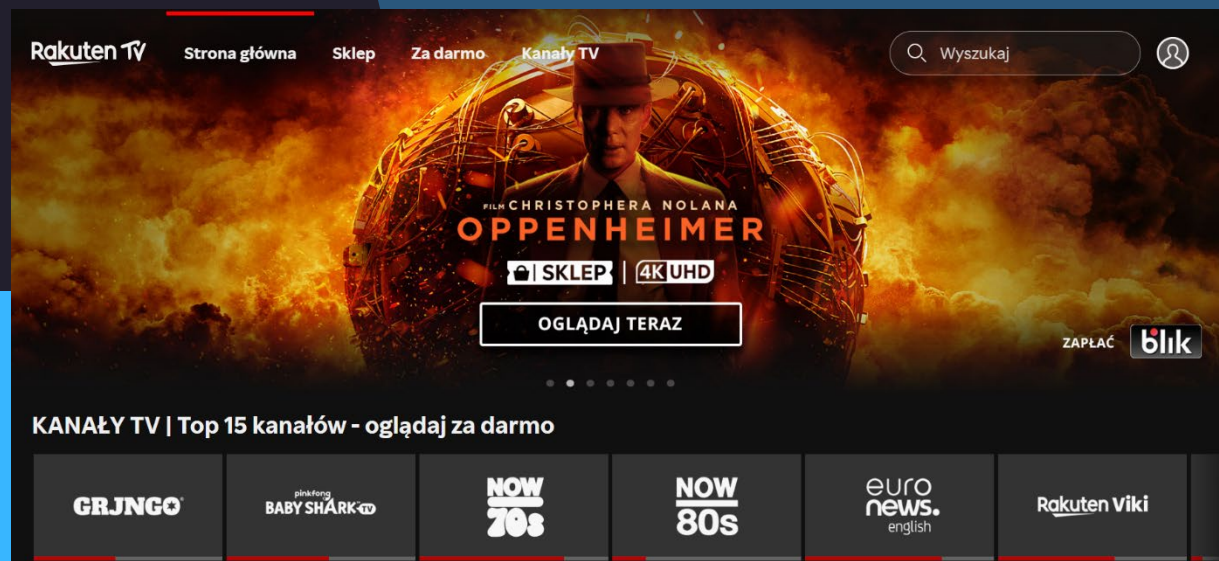 Rakuten TV Strona główna Sklep Za darmo Kanały TV Wyszukaj
FILM CHRISTOPHERA NOLANA
OPPENHEIMER
SKLEP | 4K UHD
OGLĄDAJ TERAZ
ZAPŁAĆ blik
KANAŁY TV | Top 15 kanałów - oglądaj za darmo
GRJNGO
pinkfong
BABY SHARK TV
NOW
70s
NOW
80s
euro
news.
english
Rakuten Viki